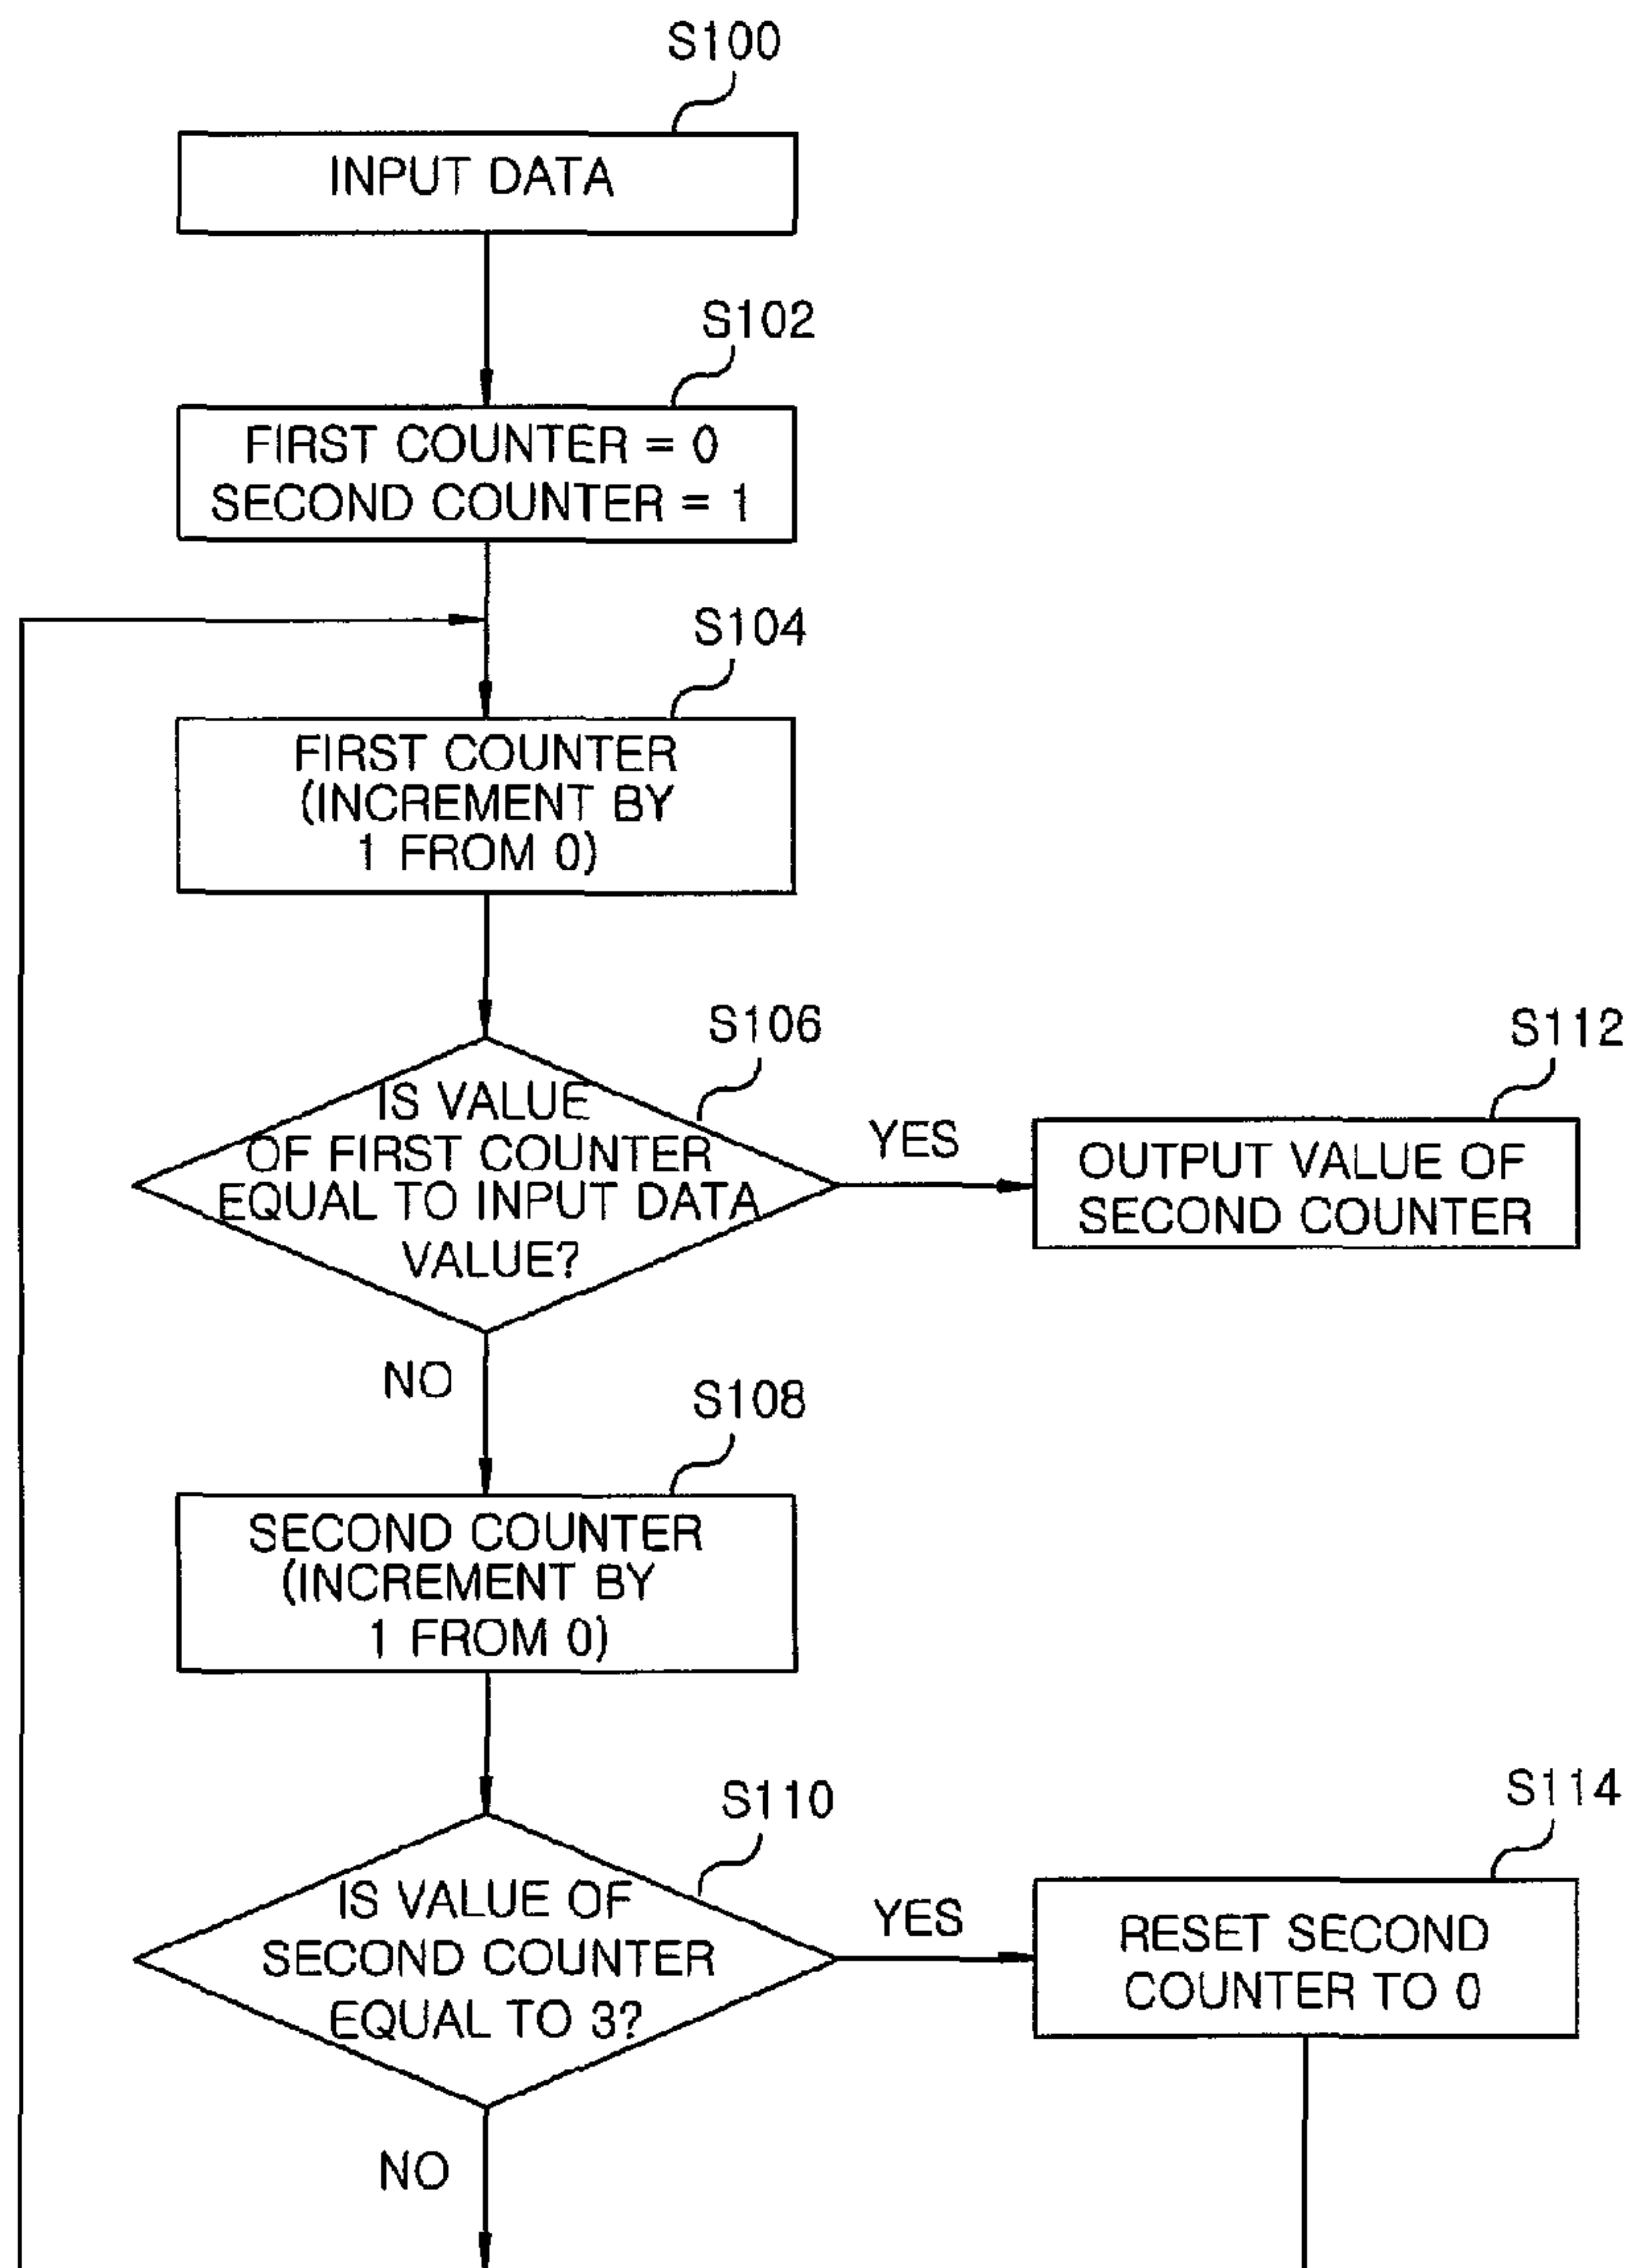 S100
INPUT DATA
S102
FIRST COUNTER = 0
SECOND COUNTER = 1
S104
FIRST COUNTER
(INCREMENT BY
1 FROM 0)
S106
IS VALUE
OF FIRST COUNTER
EQUAL TO INPUT DATA
VALUE?
YES
S112
OUTPUT VALUE OF
SECOND COUNTER
NO
S108
SECOND COUNTER
(INCREMENT BY
1 FROM 0)
S110
IS VALUE OF
SECOND COUNTER
EQUAL TO 3?
YES
S114
RESET SECOND
COUNTER TO 0
NO